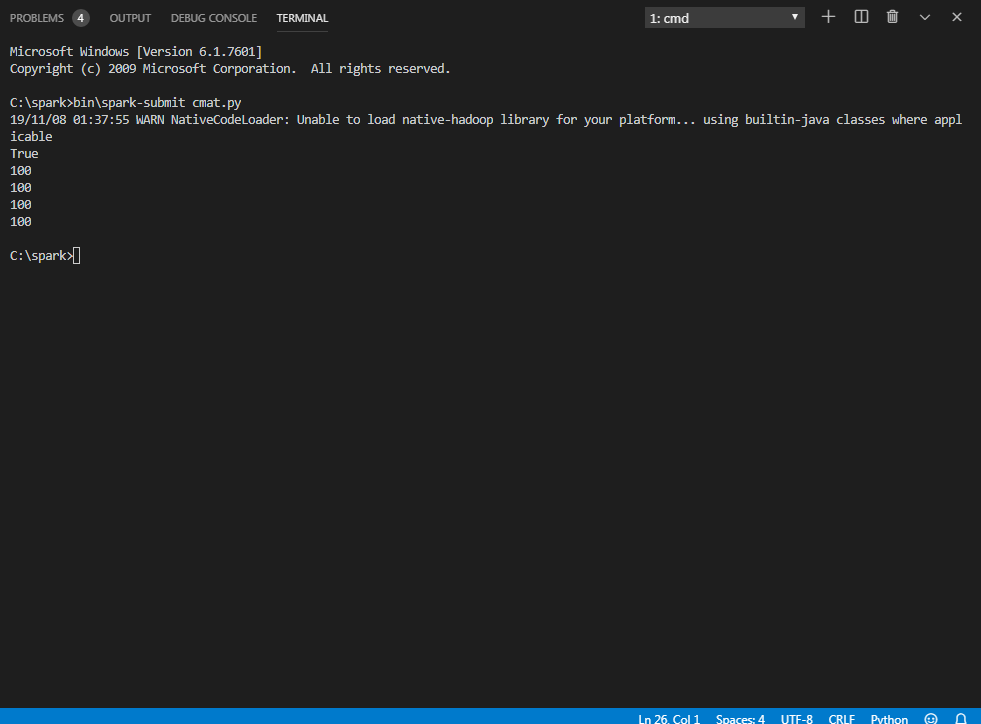 PROBLEMS 4 OUTPUT DEBUG CONSOLE TERMINAL 1: cmd
Microsoft Windows [Version 6.1.7601]
Copyright (c) 2009 Microsoft Corporation.  All rights reserved.
C:\spark>bin\spark-submit cmat.py
19/11/08 01:37:55 WARN NativeCodeLoader: Unable to load native-hadoop library for your platform... using builtin-java classes where appl
icable
True
100
100
100
100
C:\spark>
Ln 26, Col 1 Spaces: 4 UTF-8 CRLF Python